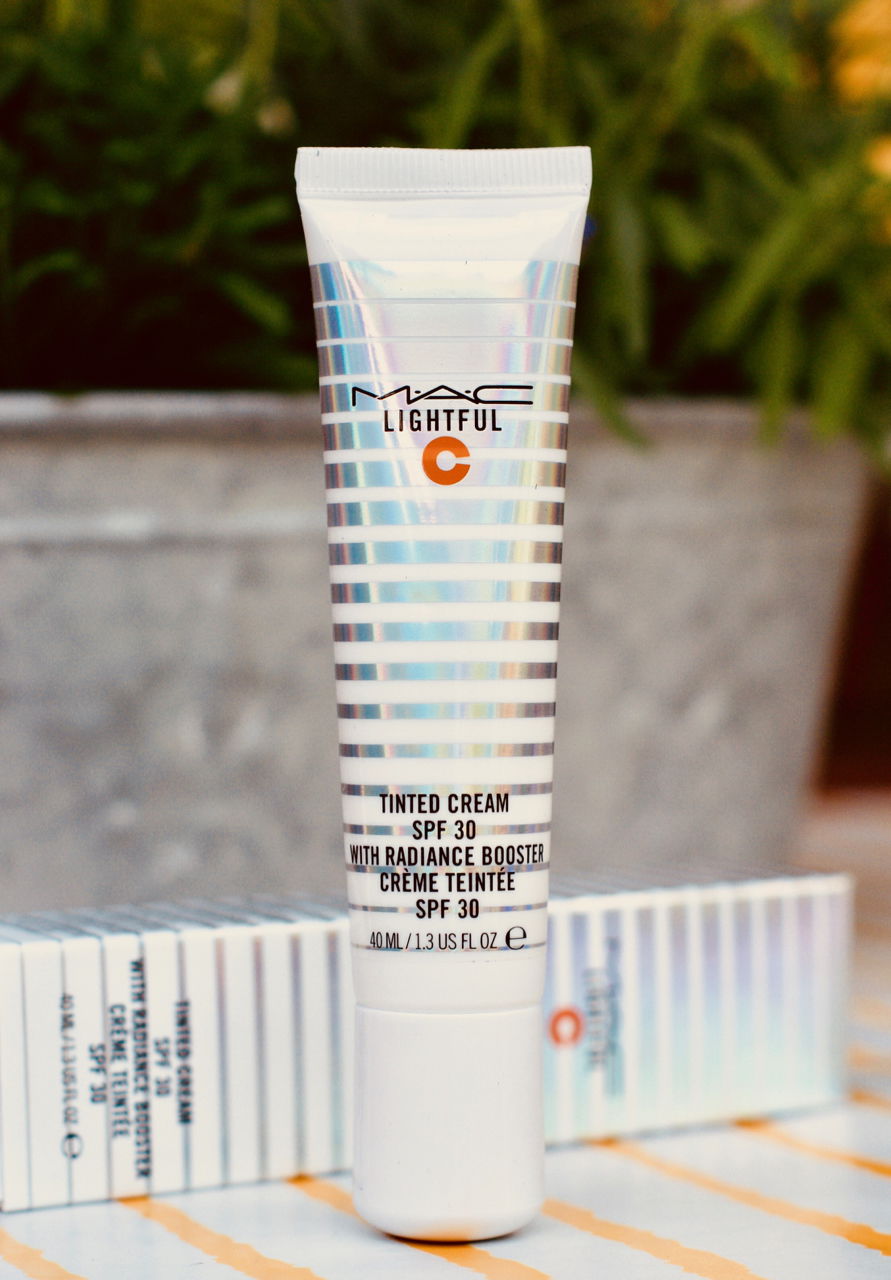 M·A·C
LIGHTFUL
C
TINTED CREAM
SPF 30
WITH RADIANCE BOOSTER
CRÈME TEINTÉE
SPF 30
40 ML / 1.3 US FL OZ ℮
TINTED CREAM
SPF 30
WITH RADIANCE BOOSTER
CRÈME TEINTÉE
SPF 30
40 ML / 1.3 US FL OZ ℮
LIGHTFUL
C